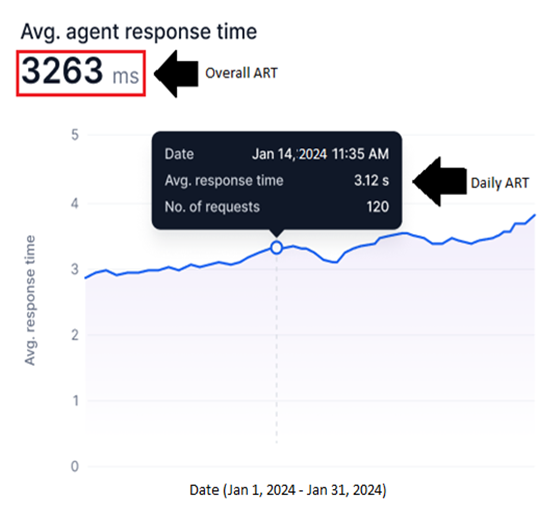 Avg. agent response time
3263 ms
Overall ART
5
Date Jan 14, 2024 11:35 AM
Avg. response time 3.12 s
No. of requests 120
Daily ART
4
3
2
1
0
Avg. response time
Date (Jan 1, 2024 - Jan 31, 2024)